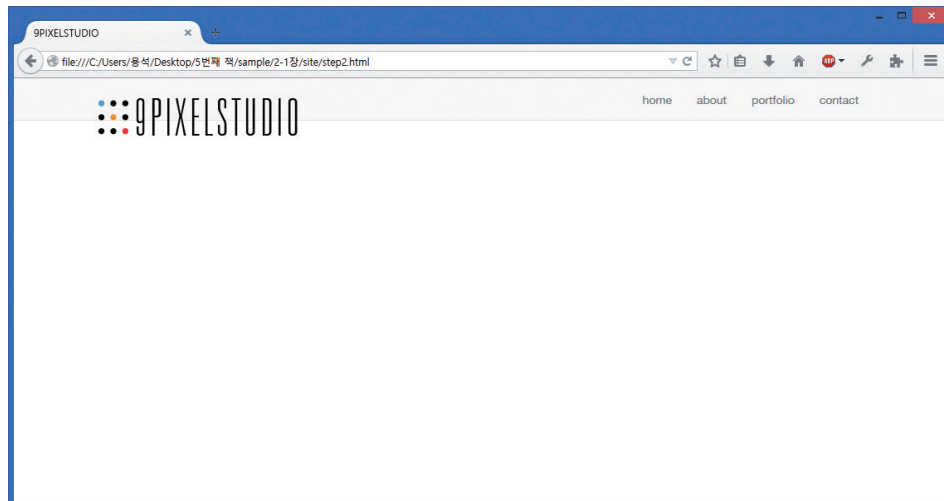 9PIXELSTUDIO
file:///C:/Users/용석/Desktop/5번째 책/sample/2-1장/site/step2.html
ABP
9PIXELSTUDIO
home about portfolio contact